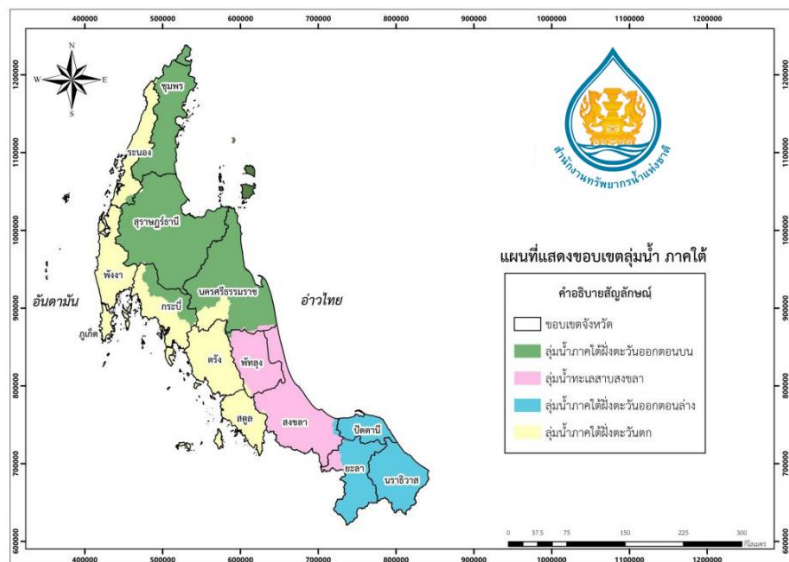 400000 500000 600000 700000 800000 900000 1000000 1100000 1200000
1200000
1100000
1000000
900000
800000
700000
600000
1200000
1100000
1000000
900000
800000
700000
600000
N
W E
S
ชุมพร
ระนอง
สุราษฎร์ธานี
พังงา
นครศรีธรรมราช
กระบี่
ภูเก็ต
ตรัง
พัทลุง
สตูล
สงขลา
ปัตตานี
ยะลา
นราธิวาส
อันดามัน
อ่าวไทย
สำนักงานทรัพยากรน้ำแห่งชาติ
แผนที่แสดงขอบเขตลุ่มน้ำ ภาคใต้
คำอธิบายสัญลักษณ์
ขอบเขตจังหวัด
ลุ่มน้ำภาคใต้ฝั่งตะวันออกตอนบน
ลุ่มน้ำทะเลสาบสงขลา
ลุ่มน้ำภาคใต้ฝั่งตะวันออกตอนล่าง
ลุ่มน้ำภาคใต้ฝั่งตะวันตก
0 37.5 75 150 225 300
กิโลเมตร
400000 500000 600000 700000 800000 900000 1000000 1100000 1200000